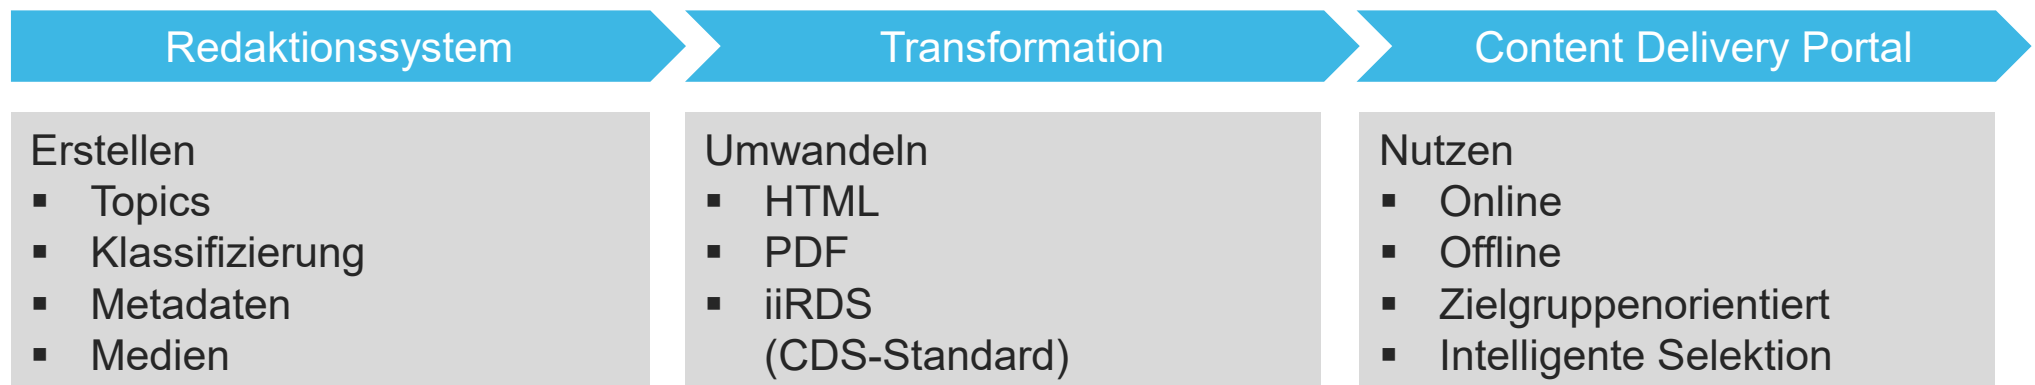 Redaktionssystem
Transformation
Content Delivery Portal
Erstellen
▪ Topics
▪ Klassifizierung
▪ Metadaten
▪ Medien
Umwandeln
▪ HTML
▪ PDF
▪ iiRDS
(CDS-Standard)
Nutzen
▪ Online
▪ Offline
▪ Zielgruppenorientiert
▪ Intelligente Selektion